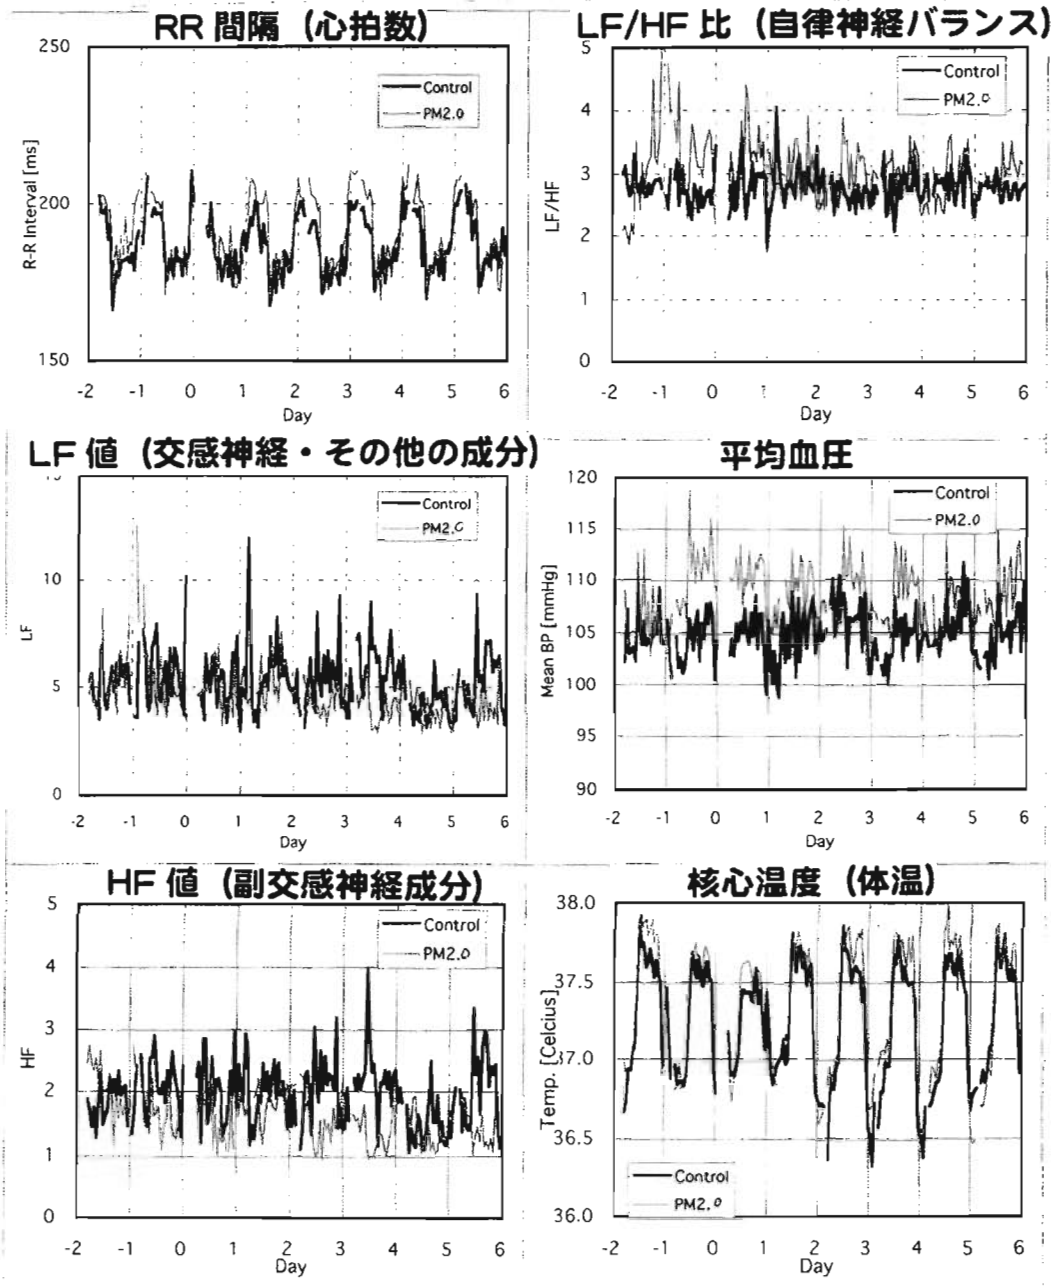 RR 間隔 (心拍数)
250
200
150
R-R Interval [ms]
Control
PM2.0
-2 -1 0 1 2 3 4 5 6
Day
LF/HF 比 (自律神経バランス)
5
4
3
2
1
0
LF/HF
Control
PM2.0
-2 -1 0 1 2 3 4 5 6
Day
LF 値 (交感神経・その他の成分)
10
5
0
LF
Control
PM2.0
-2 -1 0 1 2 3 4 5 6
Day
平均血圧
120
115
110
105
100
95
90
Mean BP [mmHg]
Control
PM2.0
-2 -1 0 1 2 3 4 5 6
Day
HF 値 (副交感神経成分)
5
4
3
2
1
0
HF
Control
PM2.0
-2 -1 0 1 2 3 4 5 6
Day
核心温度 (体温)
38.0
37.5
37.0
36.5
36.0
Temp. [Celcius]
Control
PM2.0
-2 -1 0 1 2 3 4 5 6
Day